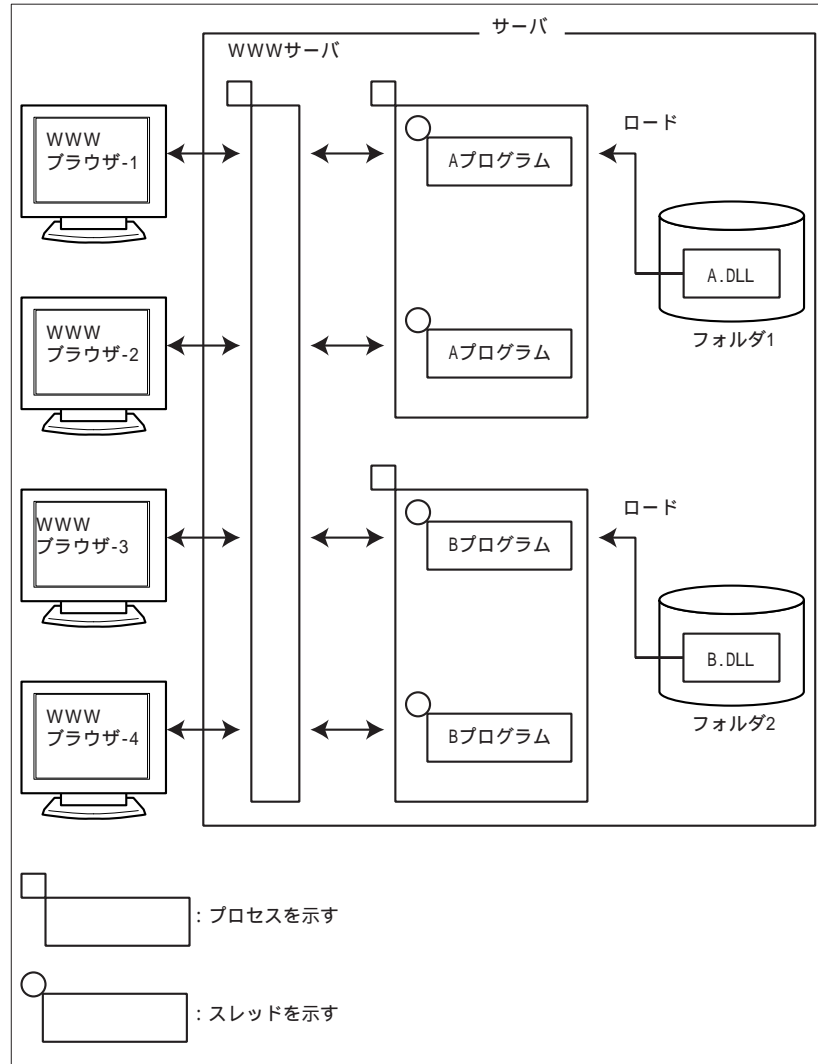 サーバ
WWWサーバ
WWW
ブラウザ-1
Aプログラム
ロード
A.DLL
フォルダ1
WWW
ブラウザ-2
Aプログラム
WWW
ブラウザ-3
Bプログラム
ロード
B.DLL
フォルダ2
WWW
ブラウザ-4
Bプログラム
：プロセスを示す
：スレッドを示す